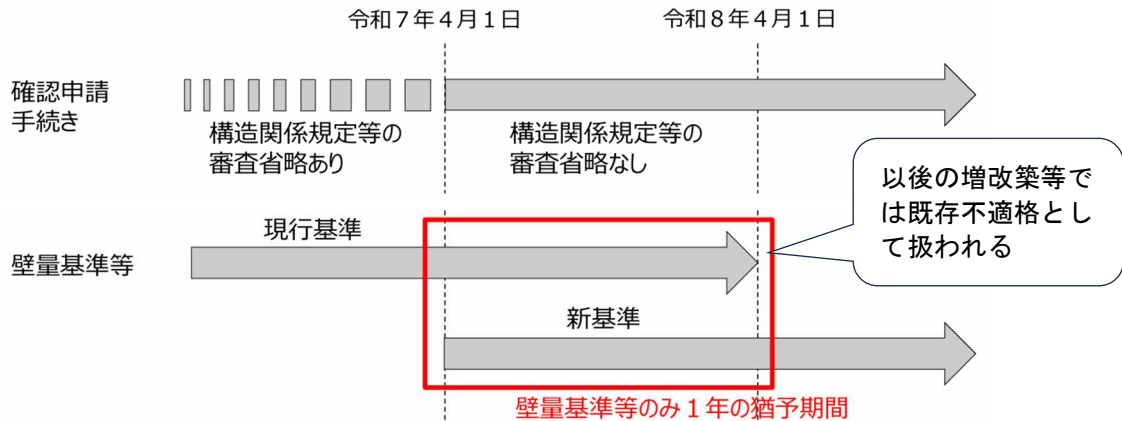 令和７年４月１日
令和８年４月１日
確認申請
手続き
構造関係規定等の
審査省略あり
構造関係規定等の
審査省略なし
以後の増改築等で
は既存不適格とし
て扱われる
現行基準
壁量基準等
新基準
壁量基準等のみ１年の猶予期間